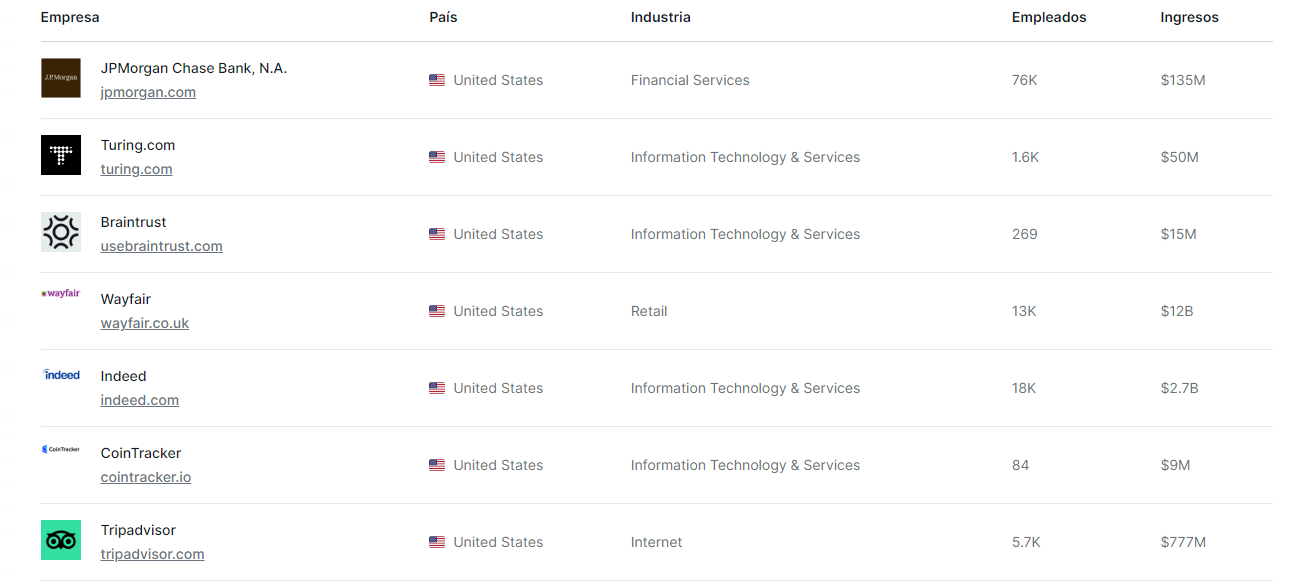 Empresa País Industria Empleados Ingresos
J.P.Morgan
JPMorgan Chase Bank, N.A.
jpmorgan.com
United States Financial Services 76K $135M
Turing.com
turing.com
United States Information Technology & Services 1.6K $50M
Braintrust
usebraintrust.com
United States Information Technology & Services 269 $15M
wayfair
Wayfair
wayfair.co.uk
United States Retail 13K $12B
indeed
Indeed
indeed.com
United States Information Technology & Services 18K $2.7B
CoinTracker
CoinTracker
cointracker.io
United States Information Technology & Services 84 $9M
Tripadvisor
tripadvisor.com
United States Internet 5.7K $777M